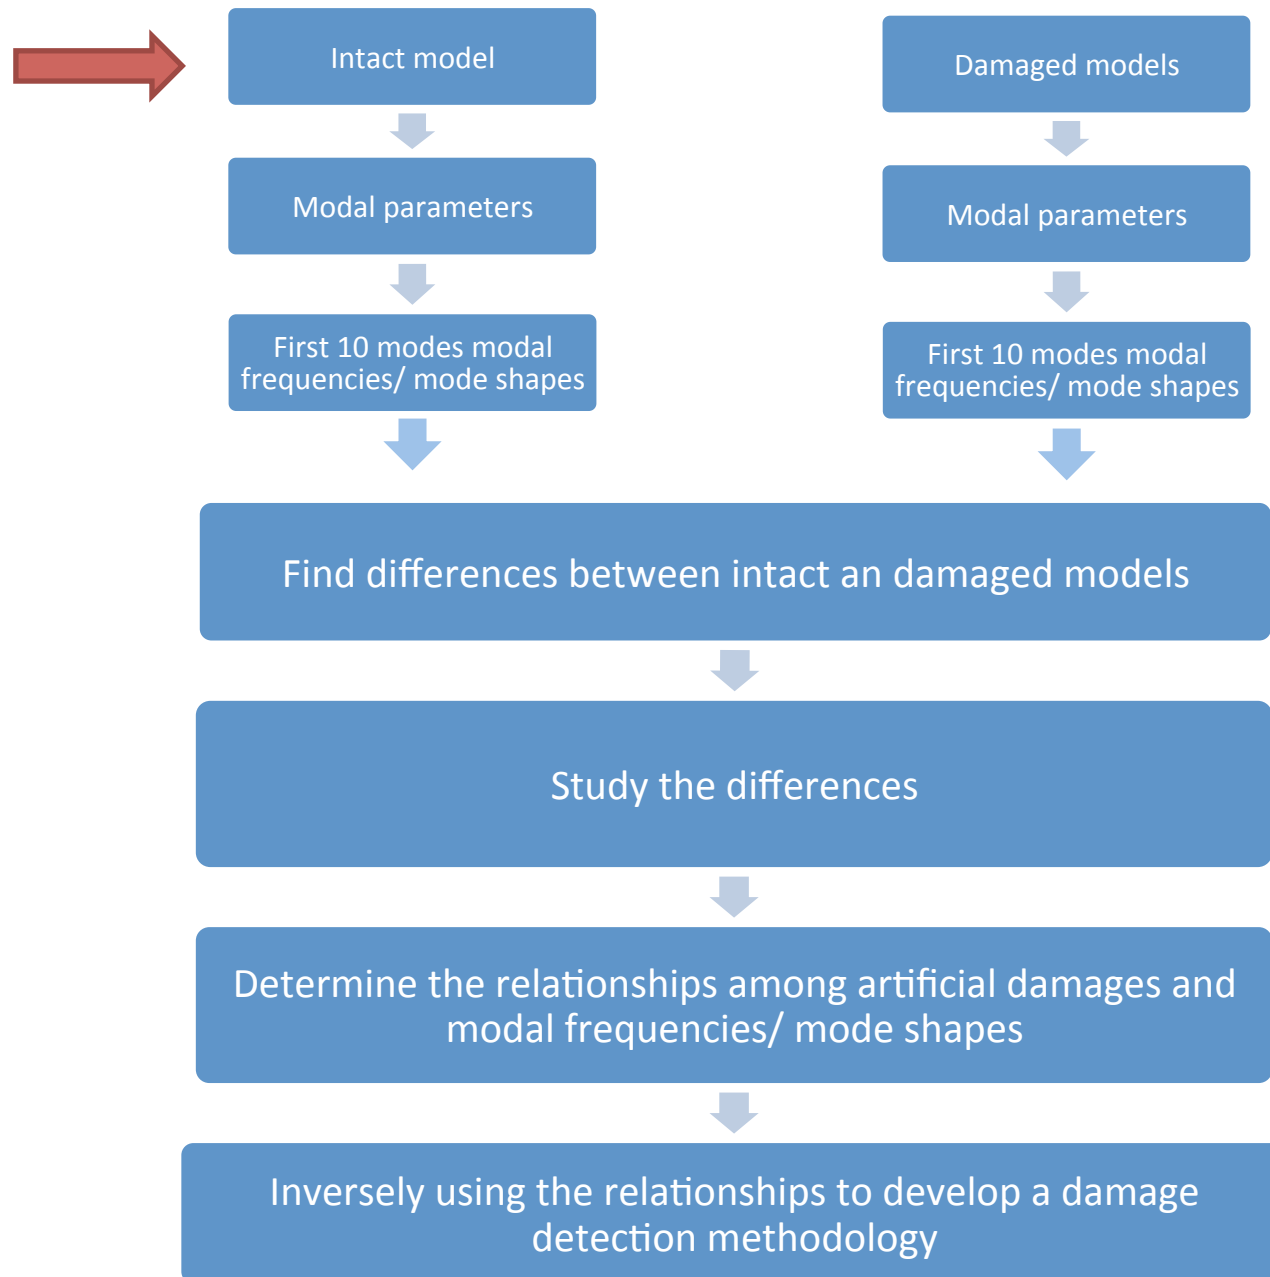 Intact model
Damaged models
Modal parameters
Modal parameters
First 10 modes modal
frequencies/ mode shapes
First 10 modes modal
frequencies/ mode shapes
Find differences between intact an damaged models
Study the differences
Determine the relationships among artificial damages and
modal frequencies/ mode shapes
Inversely using the relationships to develop a damage
detection methodology